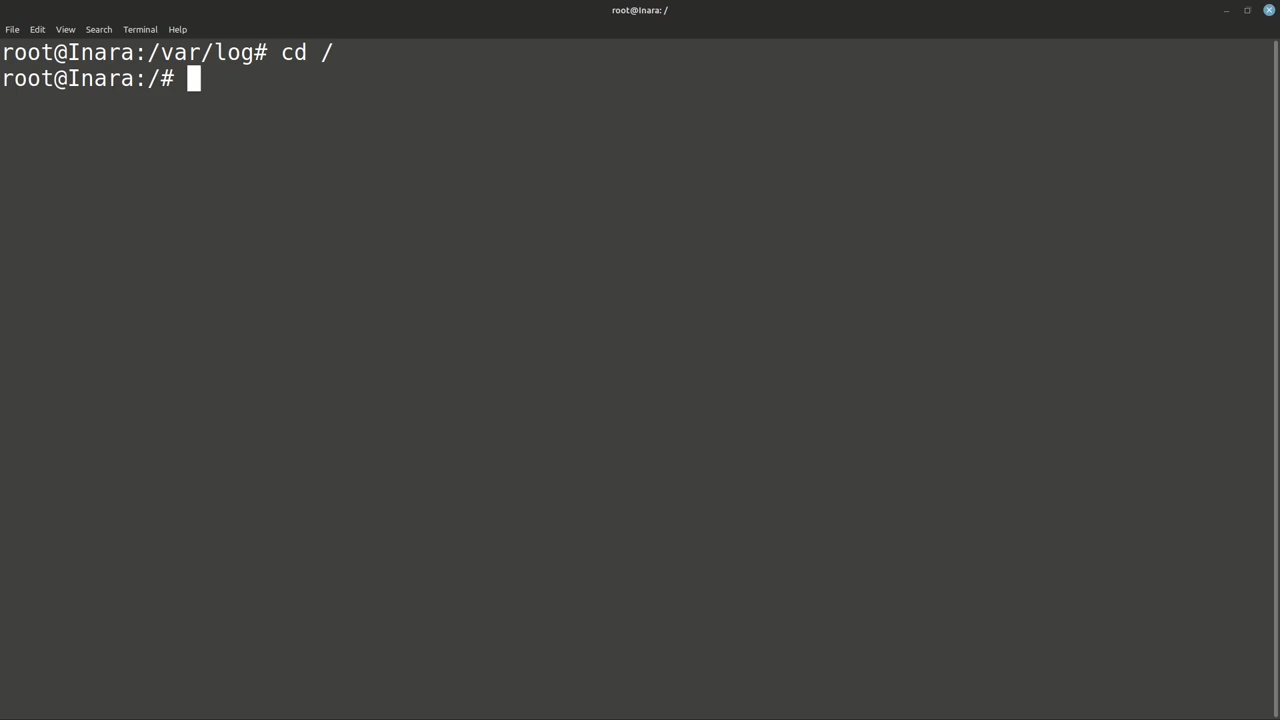 root@Inara: /
File Edit View Search Terminal Help
root@Inara:/var/log# cd /
root@Inara:/#